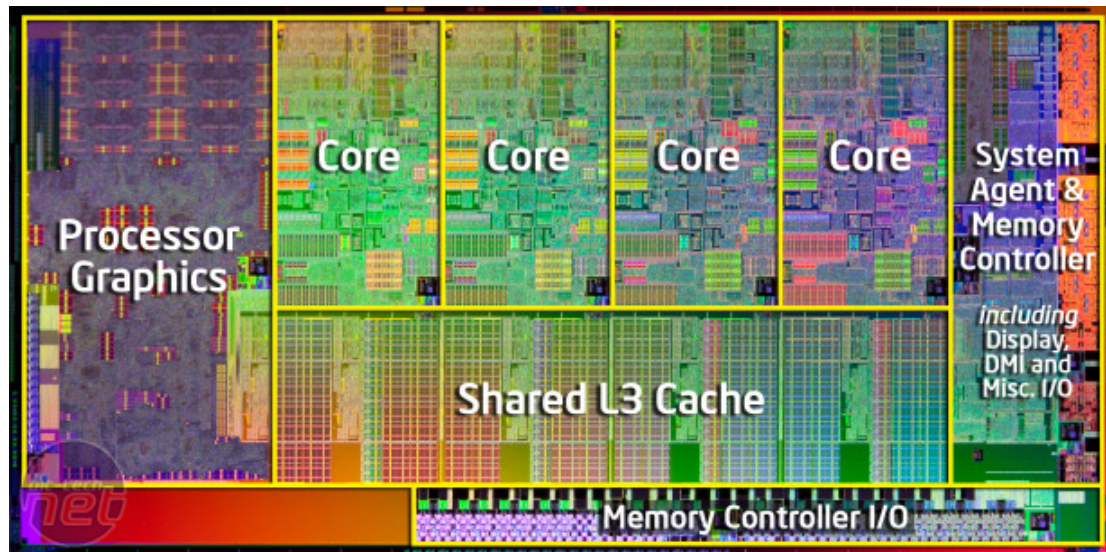 Processor
Graphics
Core
Core
Core
Core
System
Agent &
Memory
Controller
including
Display,
DMI and
Misc. I/O
Shared L3 Cache
Memory Controller I/O
net